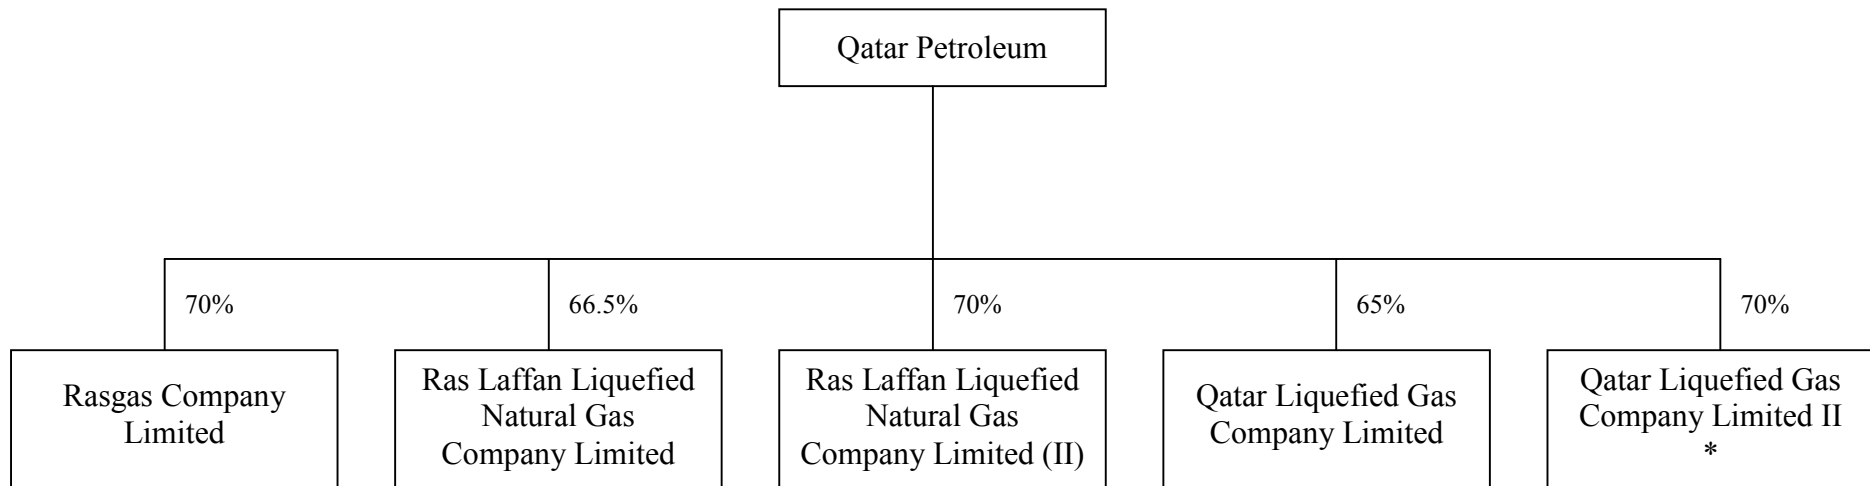 Qatar Petroleum
70%
66.5%
70%
65%
70%
Rasgas Company
Limited
Ras Laffan Liquefied
Natural Gas
Company Limited
Ras Laffan Liquefied
Natural Gas
Company Limited (II)
Qatar Liquefied Gas
Company Limited
Qatar Liquefied Gas
Company Limited II
*